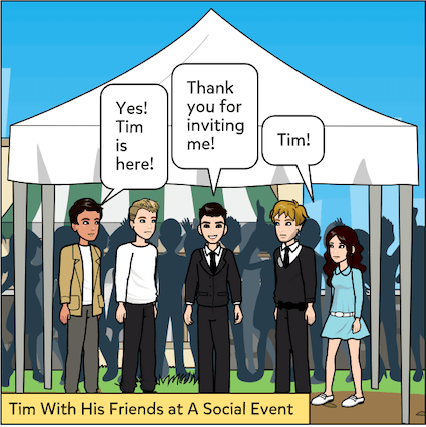 Yes!
Tim
is
here!
Thank
you for
inviting
me!
Tim!
Tim With His Friends at A Social Event